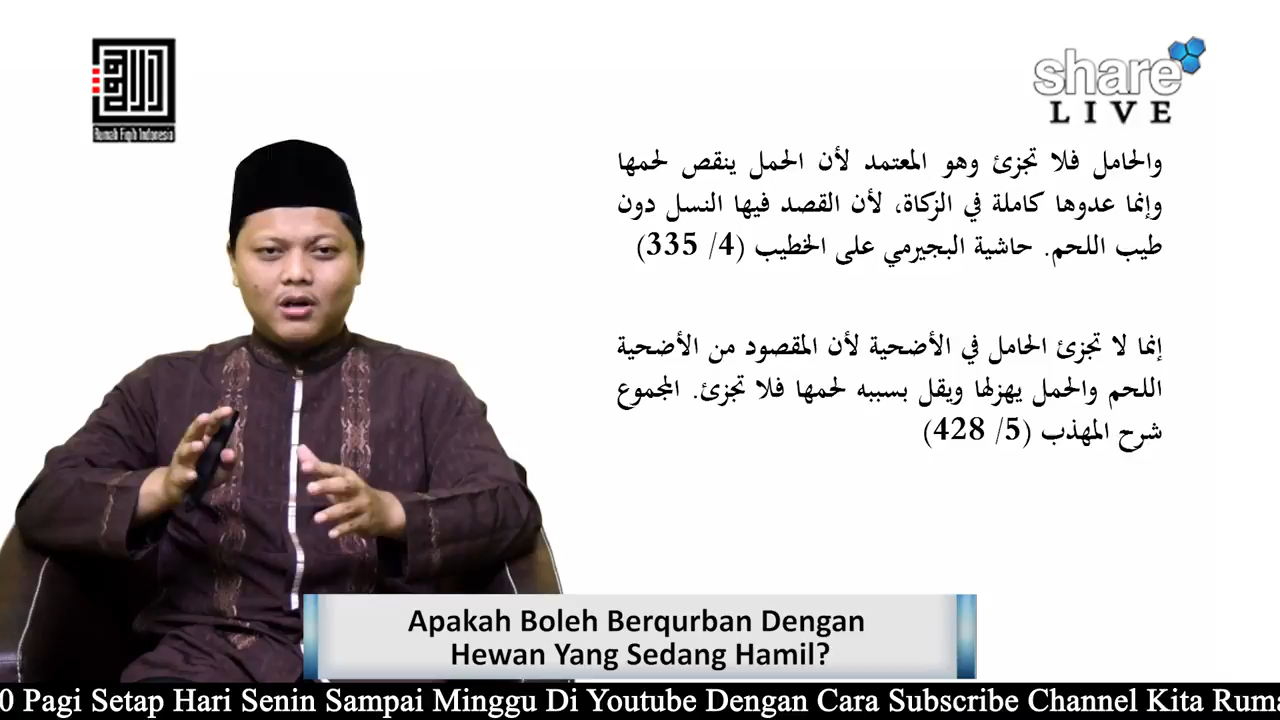 Rumah Fiqih Indonesia
share
LIVE
والحامل فلا تجزئ وهو المعتمد لأن الحمل ينقص لحمها
وإنما عدوها كاملة في الزكاة، لأن القصد فيها النسل دون
طيب اللحم. حاشية البجيرمي على الخطيب (4/ 335)
إنما لا تجزئ الحامل في الأضحية لأن المقصود من الأضحية
اللحم والحمل يهزلها ويقل بسببه لحمها فلا تجزئ. المجموع
شرح المهذب (5/ 428)
Apakah Boleh Berqurban Dengan
Hewan Yang Sedang Hamil?
0 Pagi Setap Hari Senin Sampai Minggu Di Youtube Dengan Cara Subscribe Channel Kita Ruma